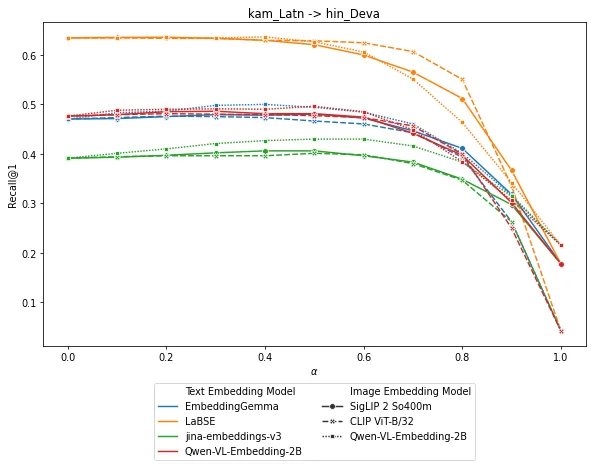 kam_Latn -> hin_Deva
Recall@1
0.6
0.5
0.4
0.3
0.2
0.1
0.0 0.2 0.4 0.6 0.8 1.0
α
Text Embedding Model Image Embedding Model
EmbeddingGemma SigLIP 2 So400m
LaBSE CLIP ViT-B/32
jina-embeddings-v3 Qwen-VL-Embedding-2B
Qwen-VL-Embedding-2B